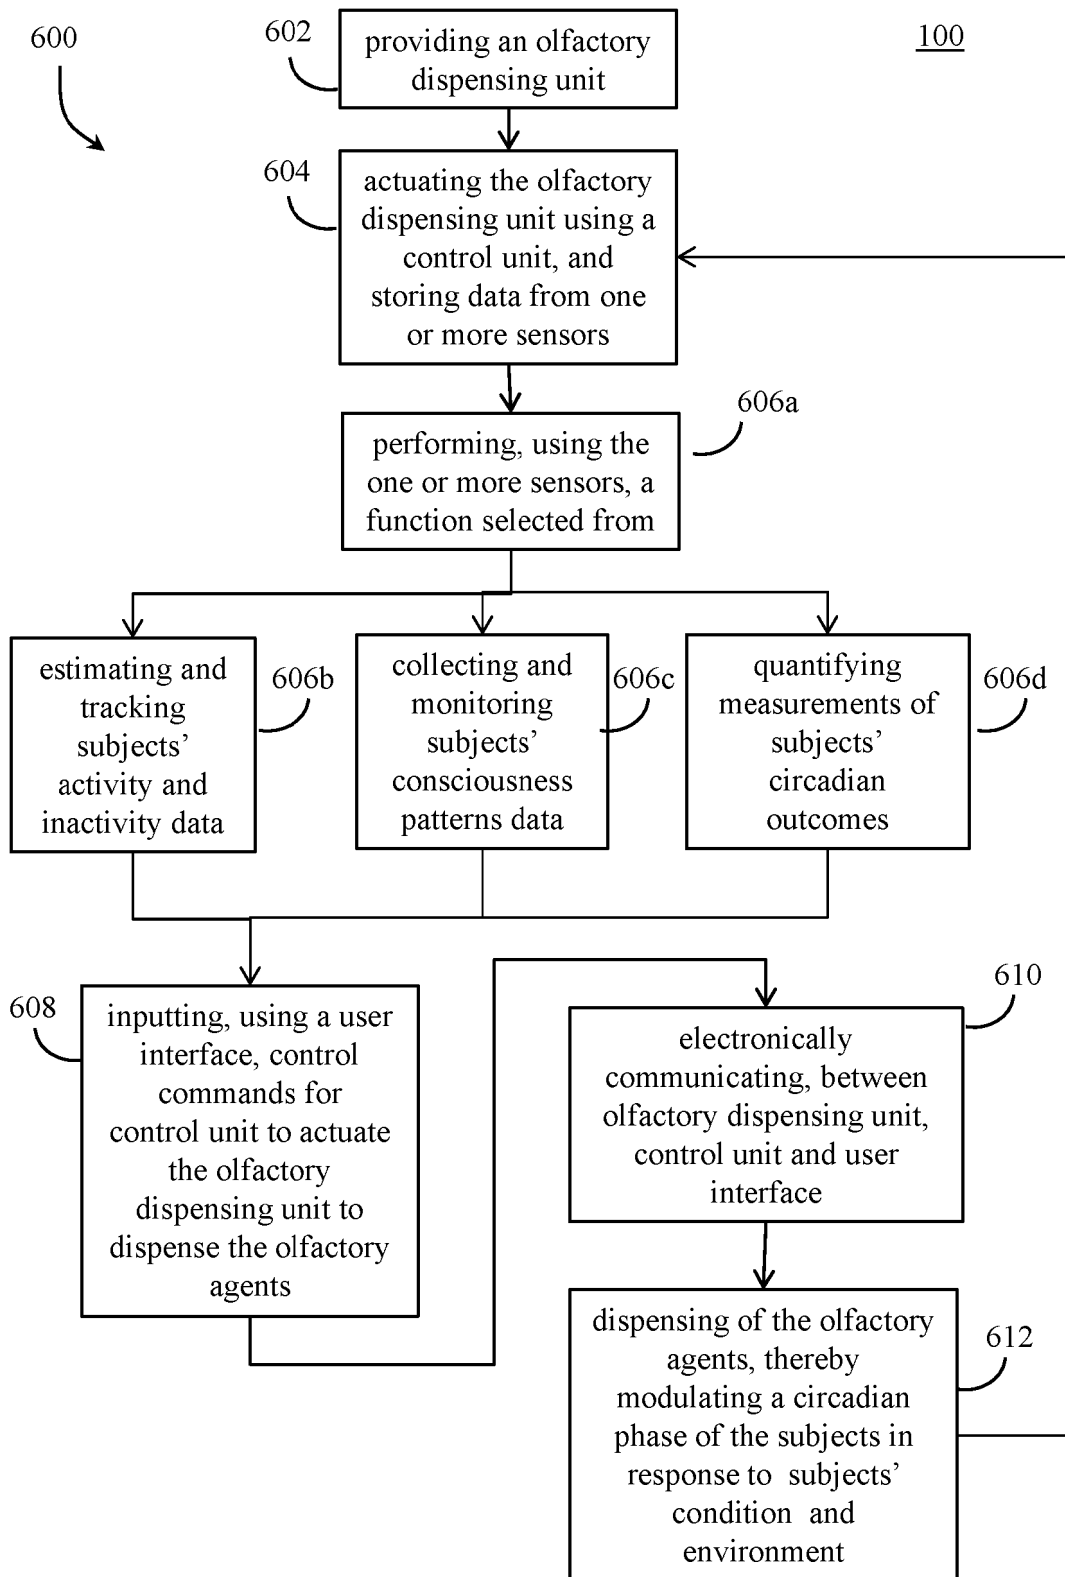 600
602
providing an olfactory
dispensing unit
100
604
actuating the olfactory
dispensing unit using a
control unit, and
storing data from one
or more sensors
606a
performing, using the
one or more sensors, a
function selected from
estimating and
tracking
subjects’
activity and
inactivity data
606b
collecting and
monitoring
subjects’
consciousness
patterns data
606c
quantifying
measurements of
subjects’
circadian
outcomes
606d
608
inputting, using a user
interface, control
commands for
control unit to actuate
the olfactory
dispensing unit to
dispense the olfactory
agents
610
electronically
communicating, between
olfactory dispensing unit,
control unit and user
interface
dispensing of the olfactory
agents, thereby
modulating a circadian
phase of the subjects in
response to subjects’
condition and
environment
612